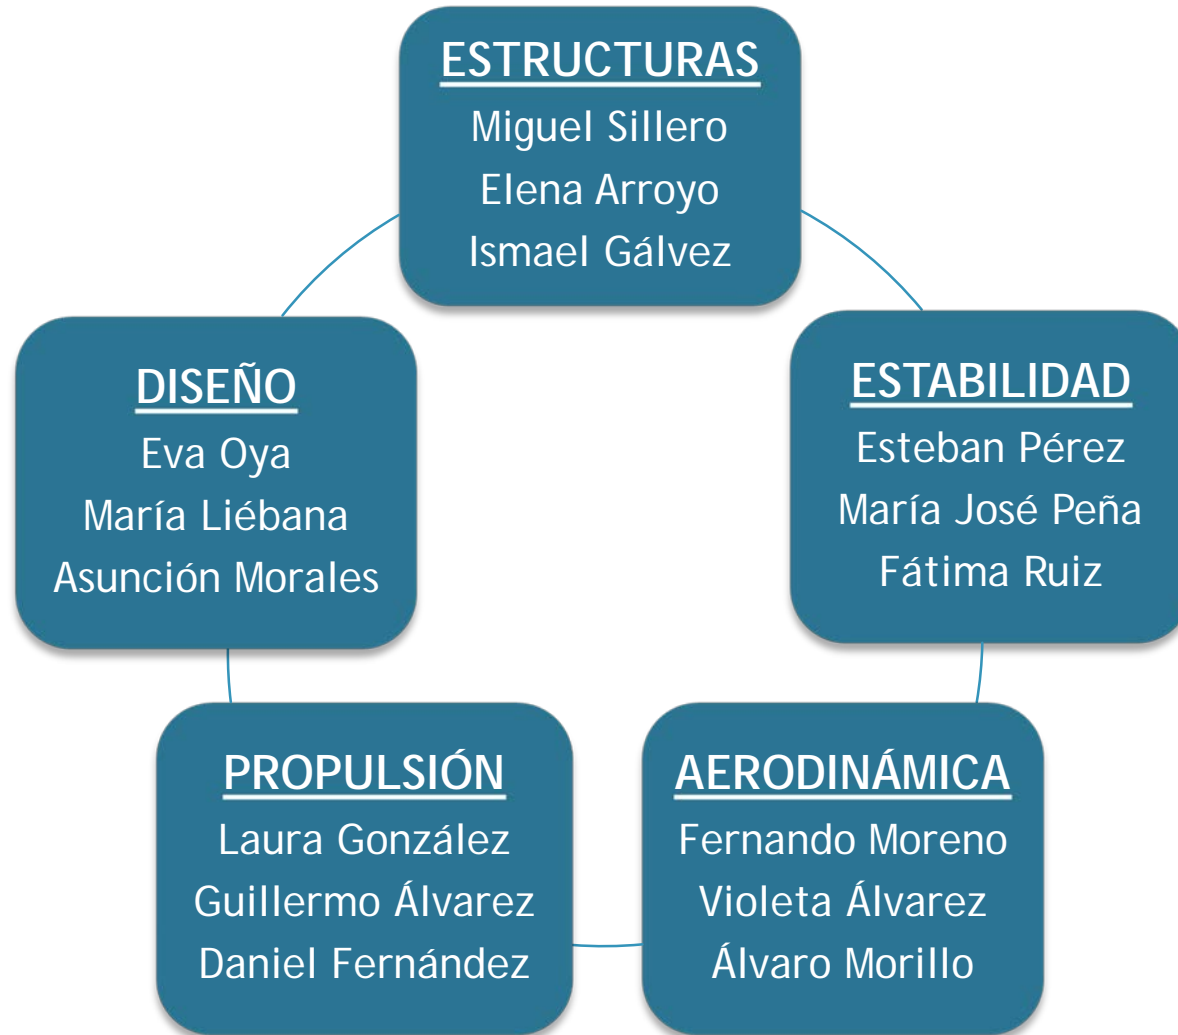 ESTRUCTURAS
Miguel Sillero
Elena Arroyo
Ismael Gálvez
DISEÑO
Eva Oya
María Liébana
Asunción Morales
ESTABILIDAD
Esteban Pérez
María José Peña
Fátima Ruiz
PROPULSIÓN
Laura González
Guillermo Álvarez
Daniel Fernández
AERODINÁMICA
Fernando Moreno
Violeta Álvarez
Álvaro Morillo